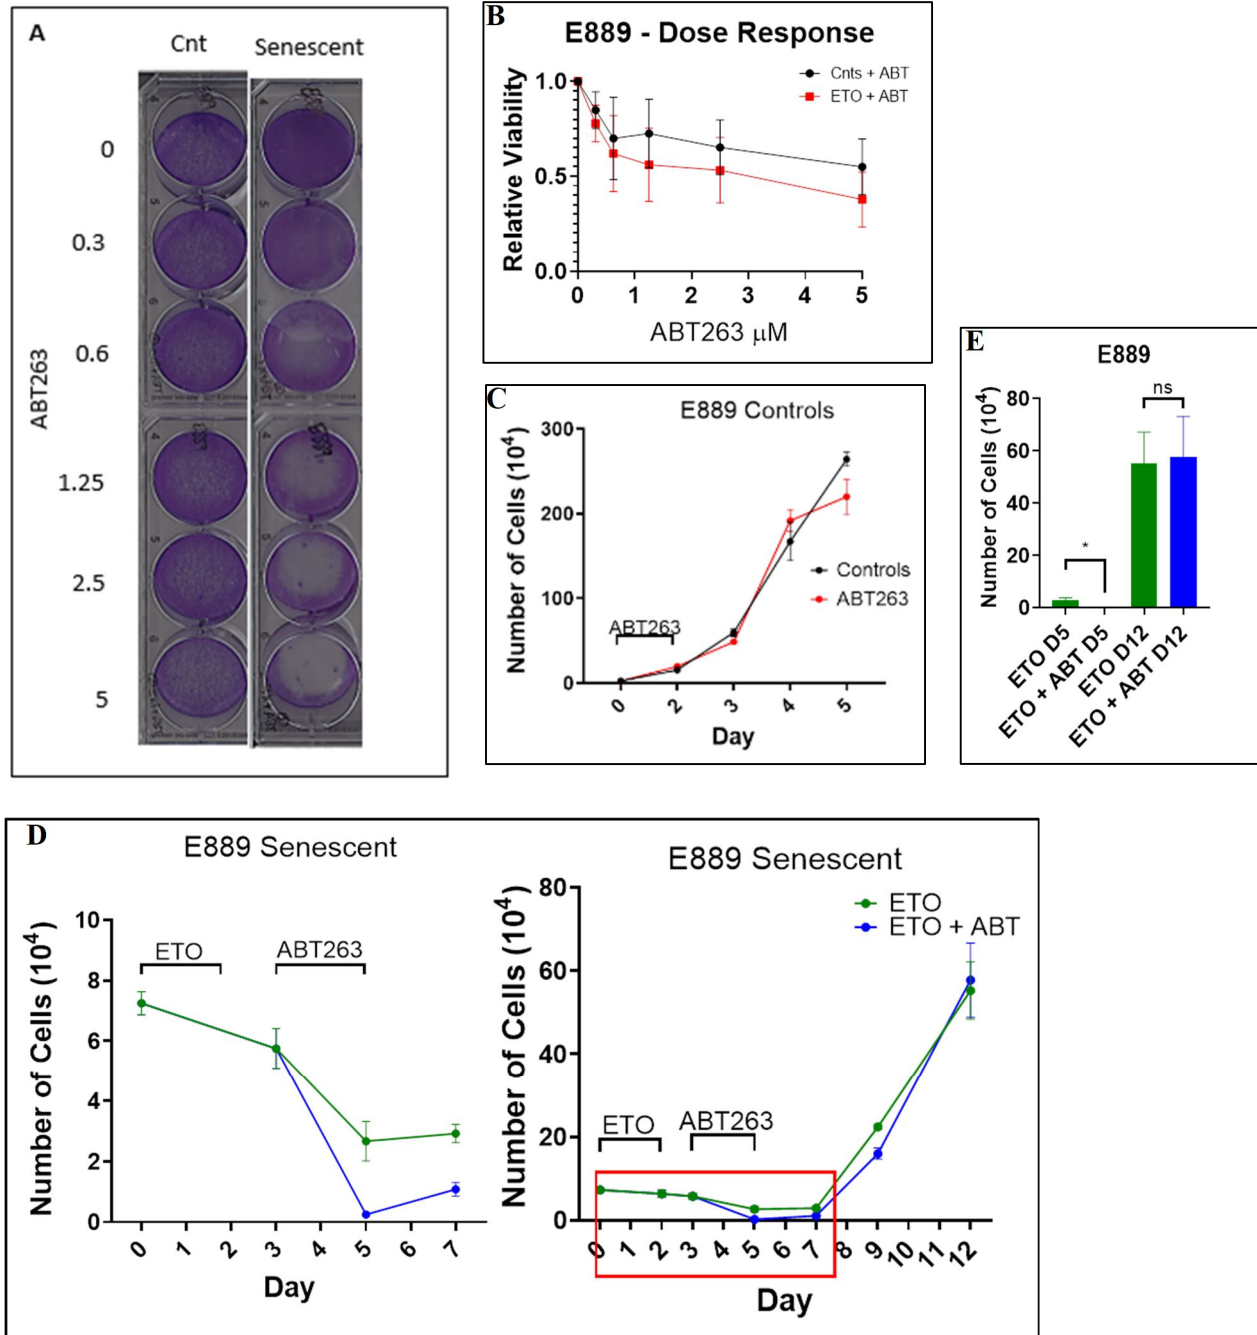 A
Cnt
Senescent
0
0.3
0.6
1.25
2.5
5
ABT263
B
E889 - Dose Response
Cnts + ABT
ETO + ABT
1.0
0.5
0.0
Relative Viability
0 1 2 3 4 5
ABT263 μM
C
E889 Controls
300
200
100
0
Number of Cells (10⁴)
Controls
ABT263
ABT263
0 2 3 4 5
Day
E
E889
ns
*
80
60
40
20
0
Number of Cells (10⁴)
ETO D5
ETO + ABT D5
ETO D12
ETO + ABT D12
D
E889 Senescent
10
8
6
4
2
0
Number of Cells (10⁴)
ETO
ABT263
0 1 2 3 4 5 6 7
Day
E889 Senescent
ETO
ETO + ABT
80
60
40
20
0
Number of Cells (10⁴)
ETO
ABT263
0 1 2 3 4 5 6 7 8 9 10 11 12
Day